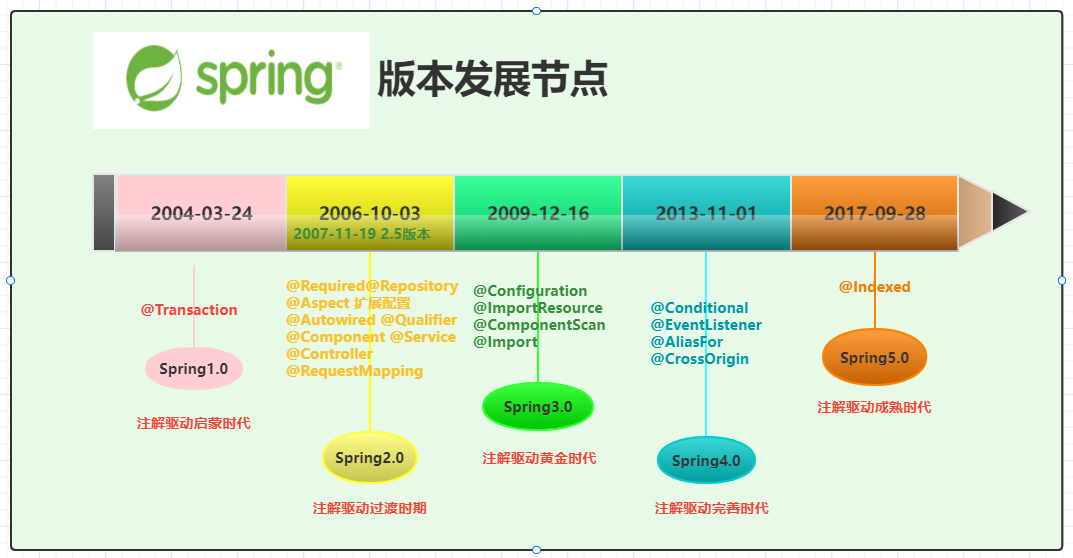 spring® 版本发展节点
2004-03-24
2006-10-03
2007-11-19 2.5版本
2009-12-16
2013-11-01
2017-09-28
@Transaction
Spring1.0
注解驱动启蒙时代
@Required@Repository
@Aspect 扩展配置
@Autowired @Qualifier
@Component @Service
@Controller
@RequestMapping
Spring2.0
注解驱动过渡时期
@Configuration
@ImportResource
@ComponentScan
@Import
Spring3.0
注解驱动黄金时代
@Conditional
@EventListener
@AliasFor
@CrossOrigin
Spring4.0
注解驱动完善时代
@Indexed
Spring5.0
注解驱动成熟时代